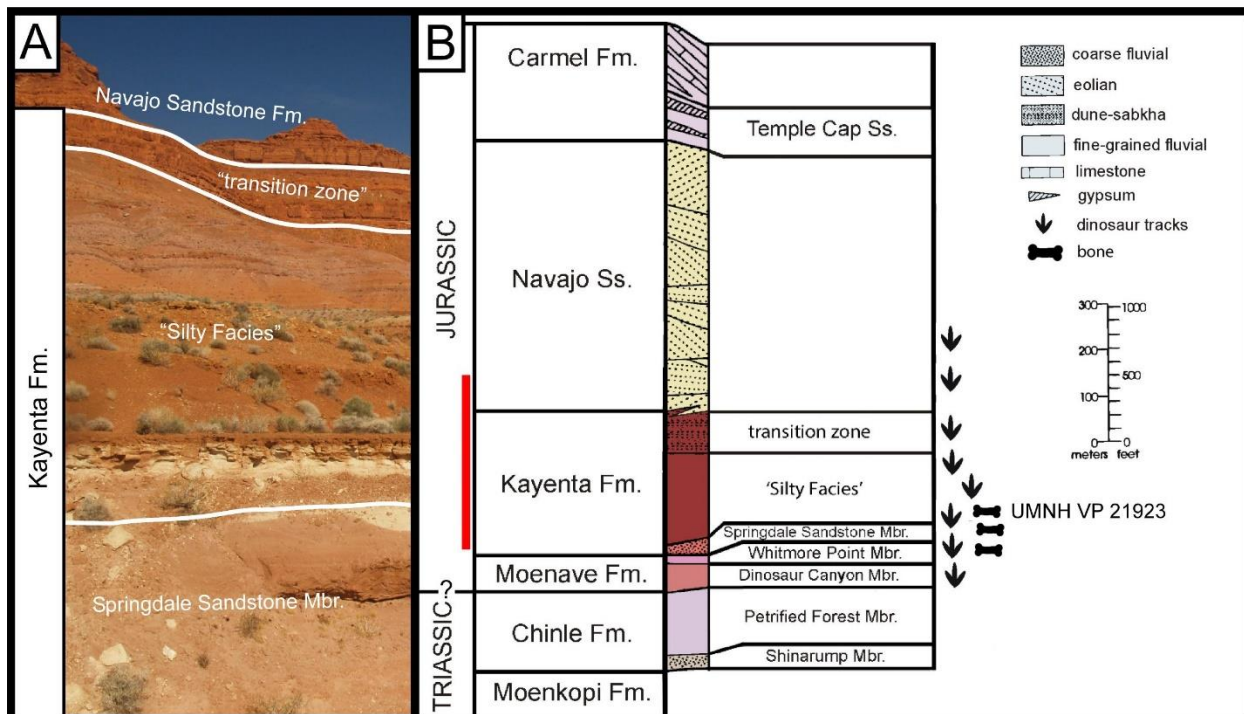 A
Navajo Sandstone Fm.
"transition zone"
"Silty Facies"
Kayenta Fm.
Springdale Sandstone Mbr.
B
JURASSIC
TRIASSIC
?
Carmel Fm.
Temple Cap Ss.
Navajo Ss.
Kayenta Fm.
transition zone
'Silty Facies'
Springdale Sandstone Mbr.
Whitmore Point Mbr.
Moenave Fm.
Dinosaur Canyon Mbr.
Chinle Fm.
Petrified Forest Mbr.
Shinarump Mbr.
Moenkopi Fm.
UMNH VP 21923
coarse fluvial
eolian
dune-sabkha
fine-grained fluvial
limestone
gypsum
dinosaur tracks
bone
300 1000
200
500
100
0 0
meters feet